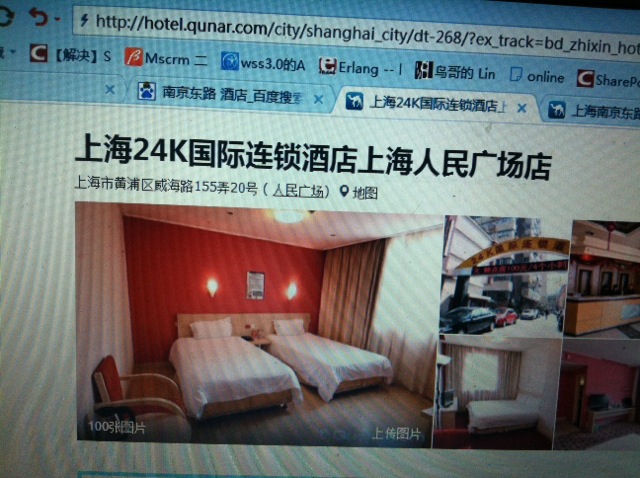 http://hotel.qunar.com/city/shanghai_city/dt-268/?ex_track=bd_zhixin_hot
【解决】S Mscrm 二 wss3.0的A Erlang -- | 鸟哥的 Lin online SharePo
南京东路 酒店_百度搜索 上海24K国际连锁酒店上 上海南京东路
上海24K国际连锁酒店上海人民广场店
上海市黄浦区威海路155弄20号（人民广场） 地图
100张图片 上传图片